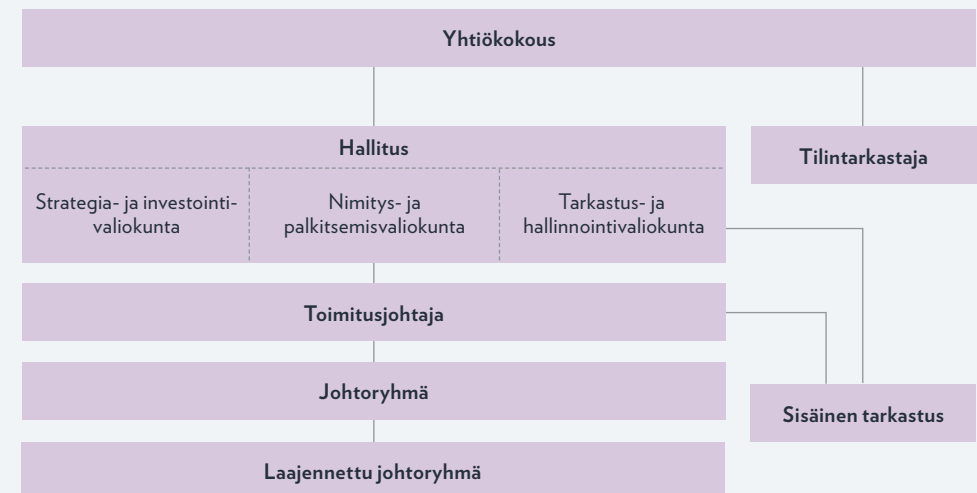 Yhtiökokous
Hallitus
Tilintarkastaja
Strategia- ja investointi-
valiokunta
Nimitys- ja
palkitsemisvaliokunta
Tarkastus- ja
hallinnointivaliokunta
Toimitusjohtaja
Johtoryhmä
Sisäinen tarkastus
Laajennettu johtoryhmä